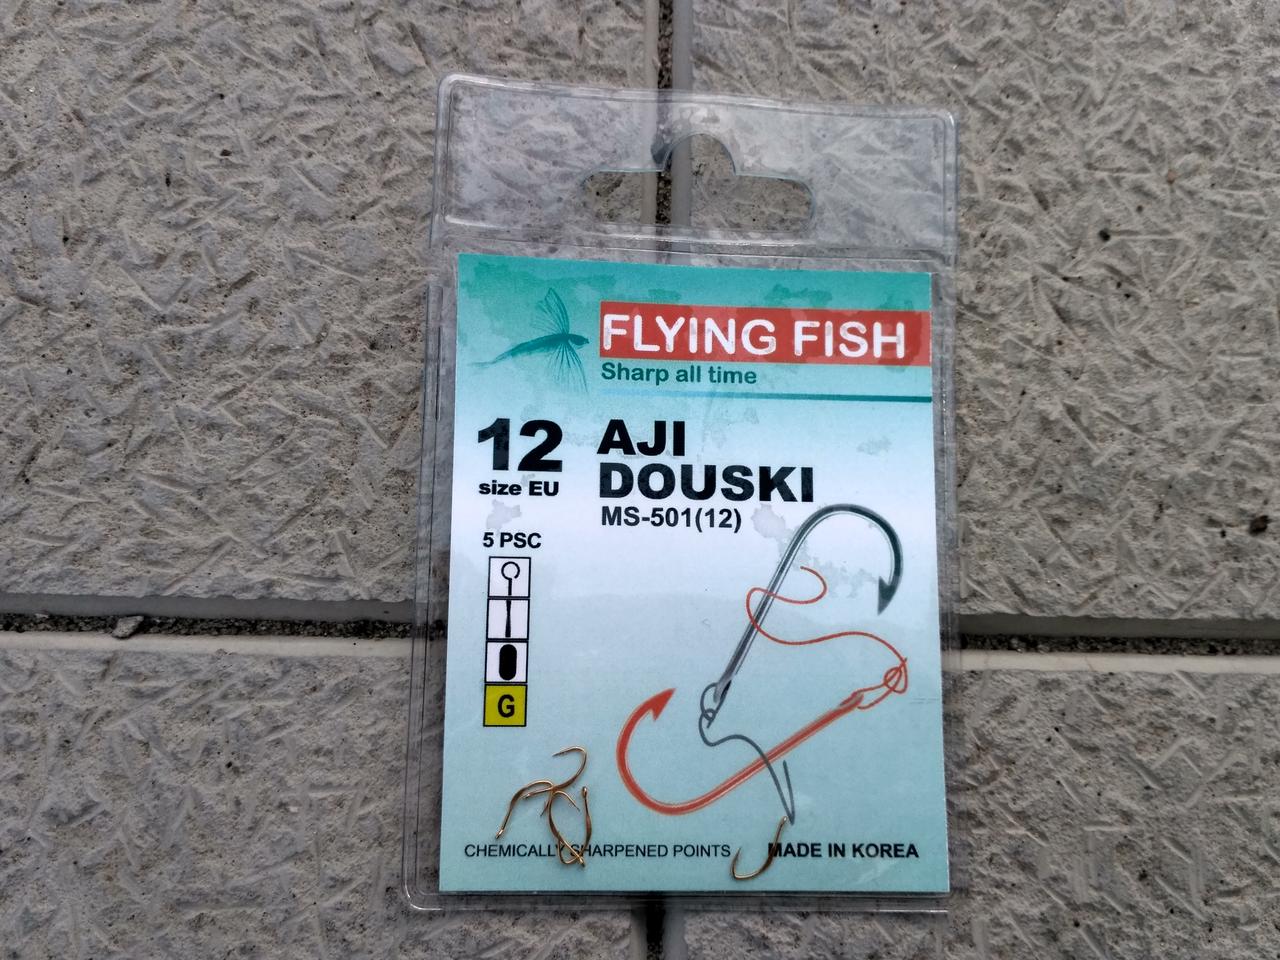 FLYING FISH
Sharp all time
12
size EU
AJI
DOUSKI
MS-501(12)
5 PSC
G
CHEMICALLY SHARPENED POINTS
MADE IN KOREA